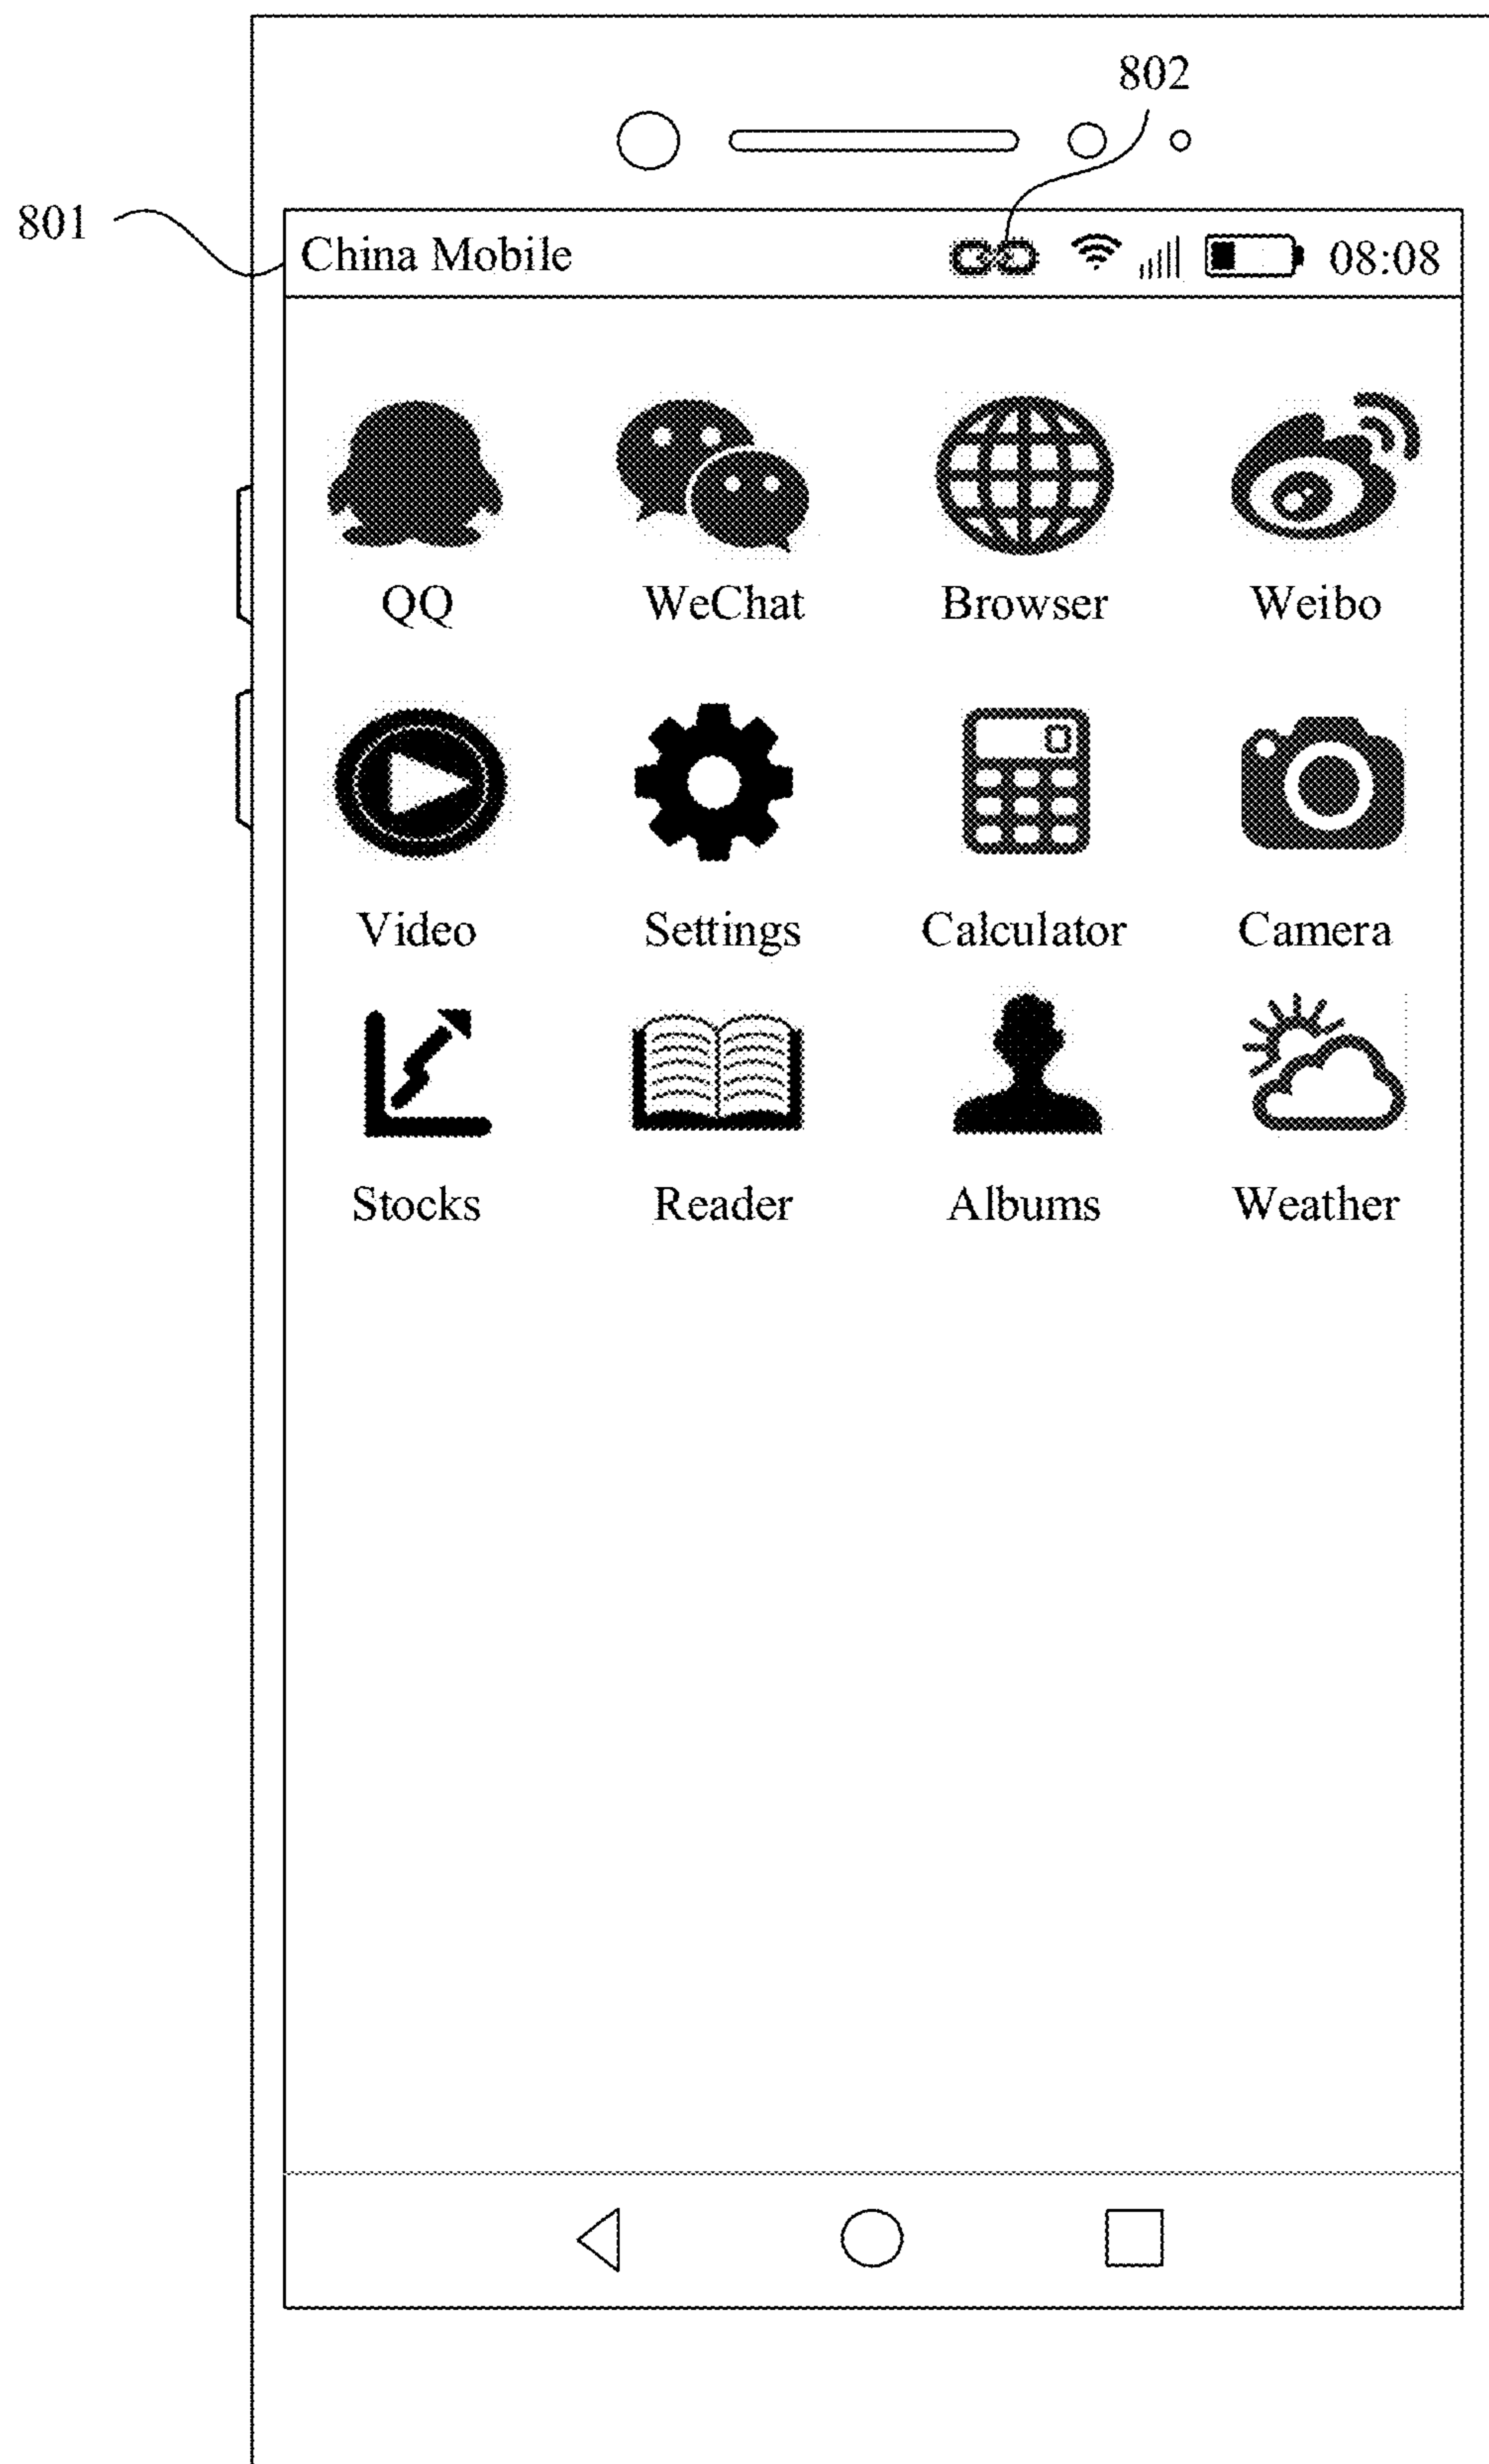 802
801
China Mobile 08:08
QQ WeChat Browser Weibo
Video Settings Calculator Camera
Stocks Reader Albums Weather